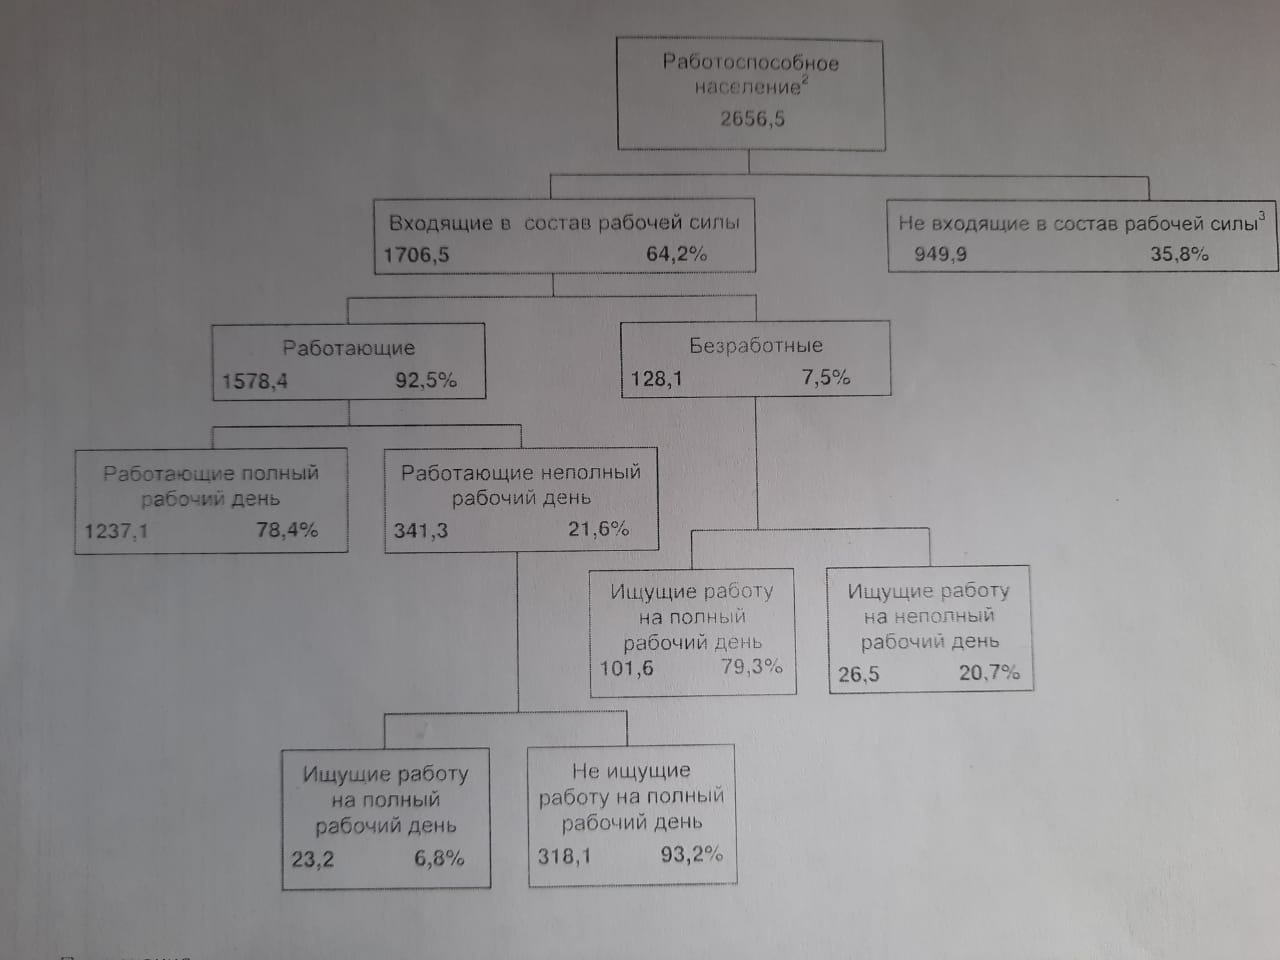 Работоспособное
население²
2656,5
Входящие в состав рабочей силы
1706,5 64,2%
Не входящие в состав рабочей силы³
949,9 35,8%
Работающие
1578,4 92,5%
Безработные
128,1 7,5%
Работающие полный
рабочий день
1237,1 78,4%
Работающие неполный
рабочий день
341,3 21,6%
Ищущие работу
на полный
рабочий день
101,6 79,3%
Ищущие работу
на неполный
рабочий день
26,5 20,7%
Ищущие работу
на полный
рабочий день
23,2 6,8%
Не ищущие
работу на полный
рабочий день
318,1 93,2%